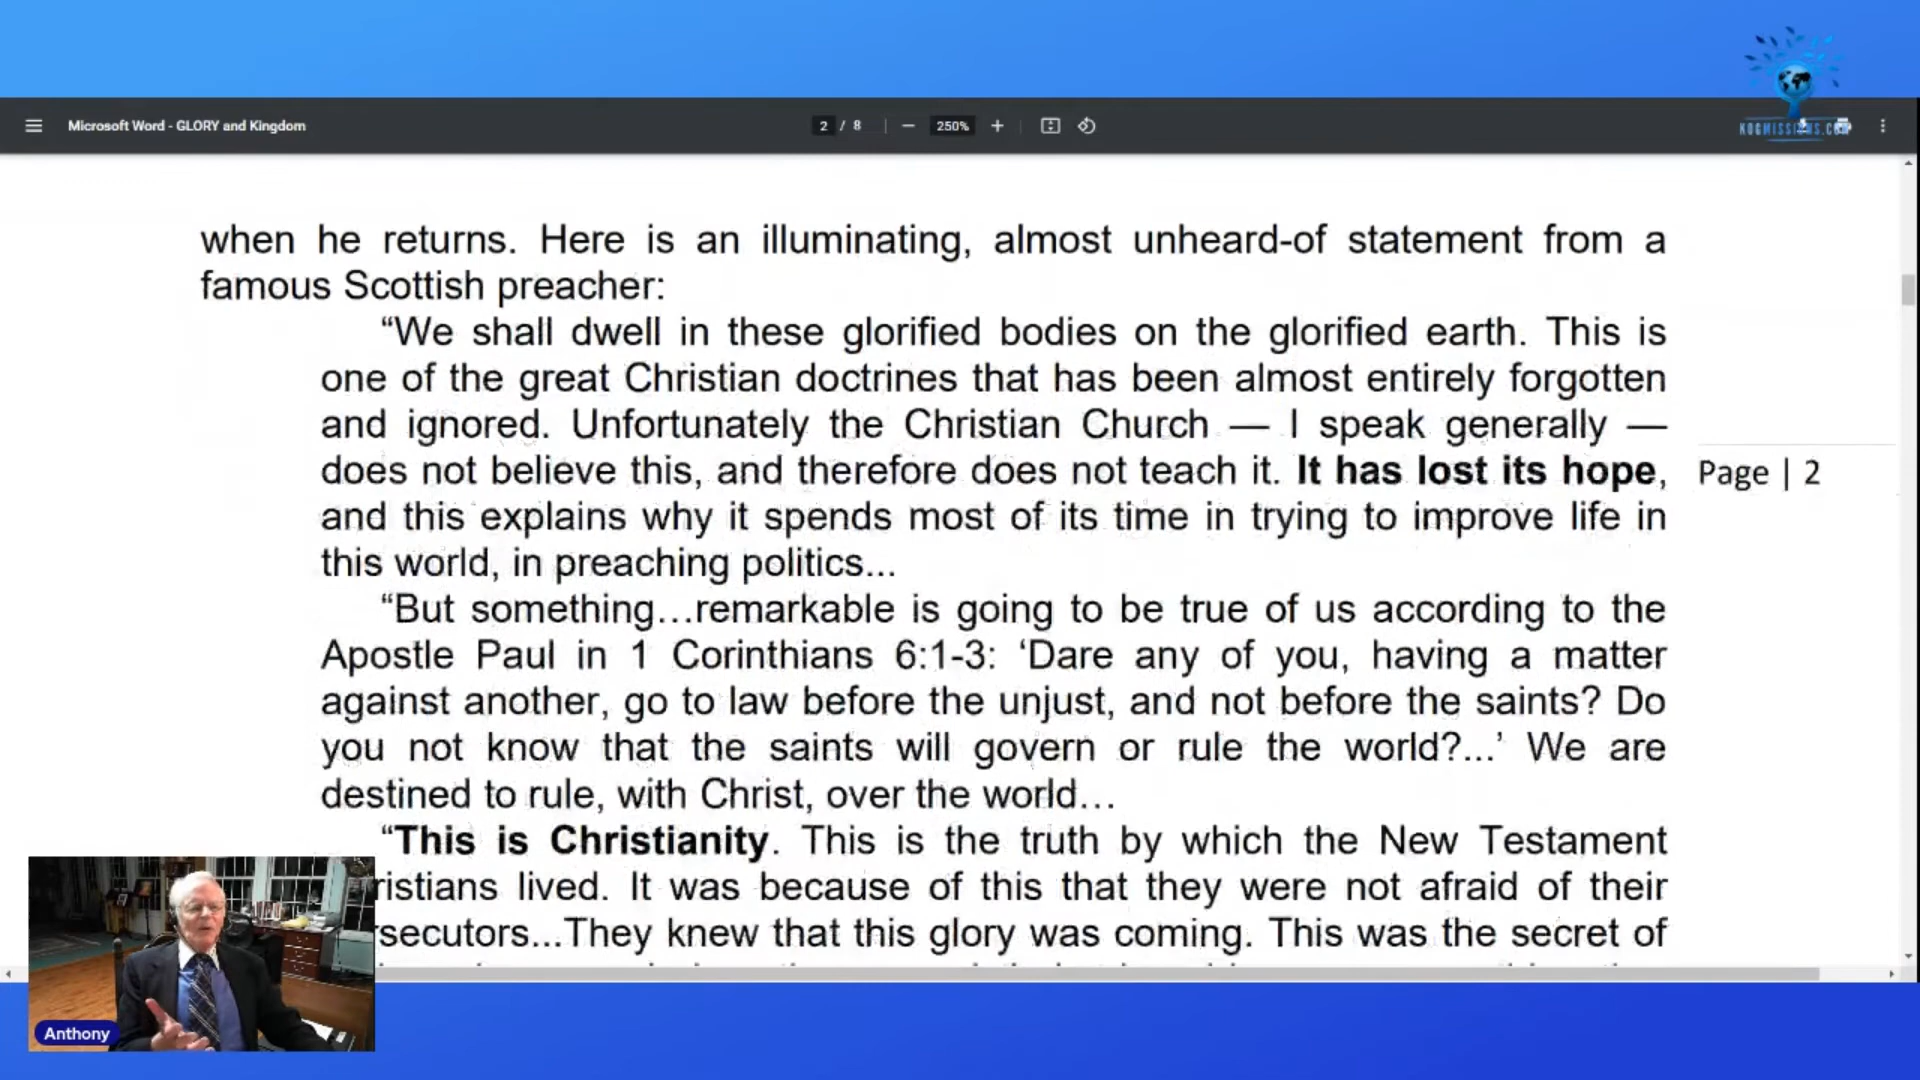 Microsoft Word - GLORY and Kingdom
2 / 8
250%
when he returns. Here is an illuminating, almost unheard-of statement from a
famous Scottish preacher:
“We shall dwell in these glorified bodies on the glorified earth. This is
one of the great Christian doctrines that has been almost entirely forgotten
and ignored. Unfortunately the Christian Church — I speak generally —
does not believe this, and therefore does not teach it. It has lost its hope,
and this explains why it spends most of its time in trying to improve life in
this world, in preaching politics...
“But something…remarkable is going to be true of us according to the
Apostle Paul in 1 Corinthians 6:1-3: ‘Dare any of you, having a matter
against another, go to law before the unjust, and not before the saints? Do
you not know that the saints will govern or rule the world?...’ We are
destined to rule, with Christ, over the world…
“This is Christianity. This is the truth by which the New Testament
ristians lived. It was because of this that they were not afraid of their
secutors...They knew that this glory was coming. This was the secret of
Page | 2
Anthony